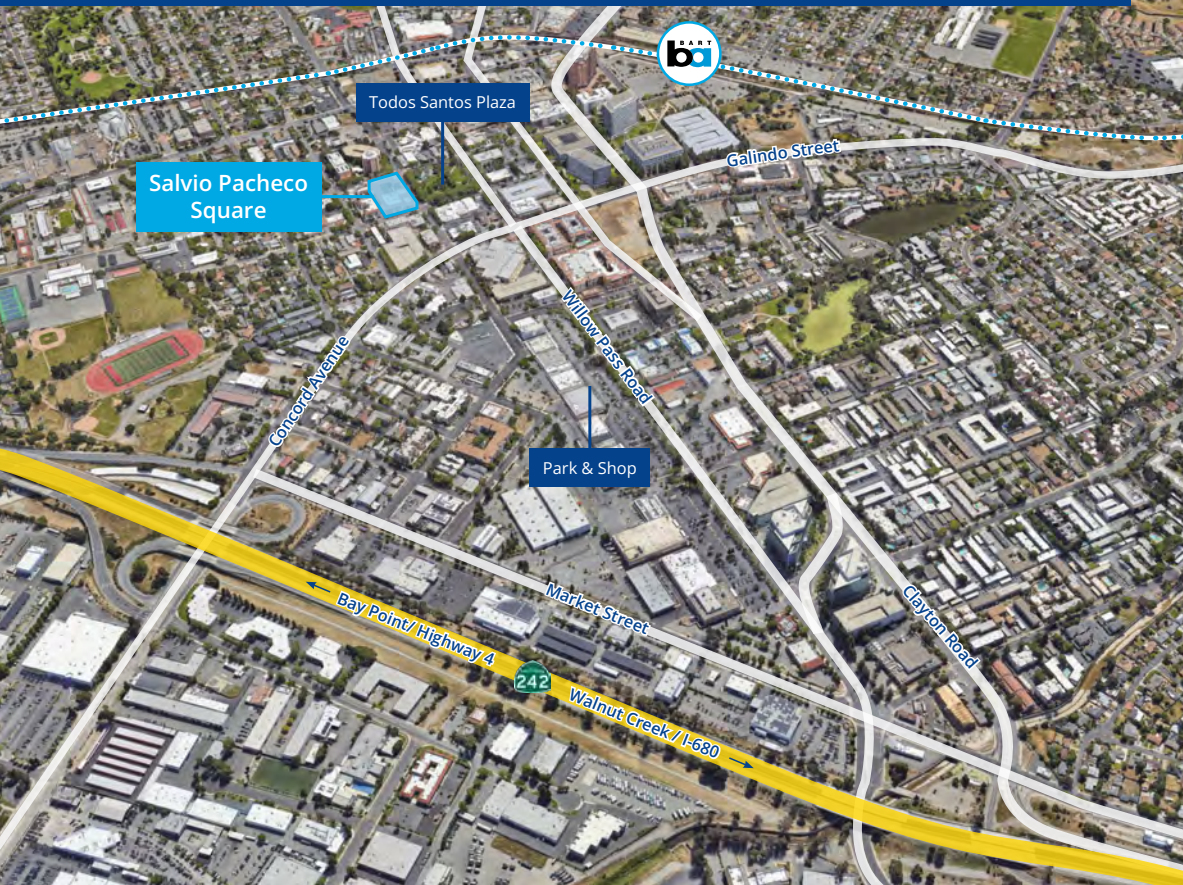 BART
ba
Todos Santos Plaza
Galindo Street
Salvio Pacheco
Square
Willow Pass Road
Concord Avenue
Park & Shop
Market Street
Clayton Road
Bay Point/ Highway 4
242
Walnut Creek / I-680